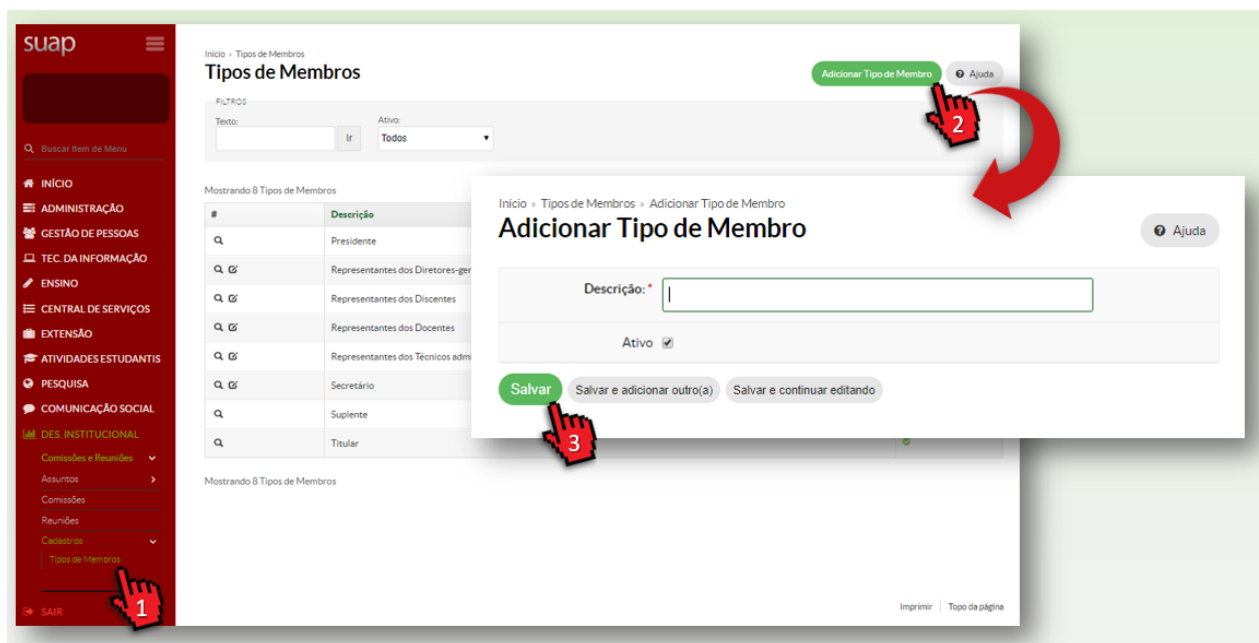 suap
Buscar Item de Menu
INÍCIO
ADMINISTRAÇÃO
GESTÃO DE PESSOAS
TEC. DA INFORMAÇÃO
ENSINO
CENTRAL DE SERVIÇOS
EXTENSÃO
ATIVIDADES ESTUDANTIS
PESQUISA
COMUNICAÇÃO SOCIAL
DES. INSTITUCIONAL
Comissões e Reuniões
Assuntos
Comissões
Reuniões
Cadastros
Tipos de Membros
SAIR
1
Início » Tipos de Membros
Tipos de Membros
Adicionar Tipo de Membro
Ajuda
2
FILTROS
Texto:
Ir
Ativo:
Todos
Mostrando 8 Tipos de Membros
# Descrição
Presidente
Representantes dos Diretores-ger
Representantes dos Discentes
Representantes dos Docentes
Representantes dos Técnicos admi
Secretário
Suplente
Titular
Mostrando 8 Tipos de Membros
Imprimir Topo da página
Início » Tipos de Membros » Adicionar Tipo de Membro
Adicionar Tipo de Membro
Ajuda
Descrição: *
Ativo
Salvar Salvar e adicionar outro(a) Salvar e continuar editando
3